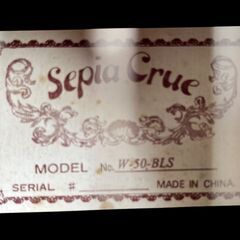 Sepia Crue
MODEL No. W-50-BLS
SERIAL # MADE IN CHINA